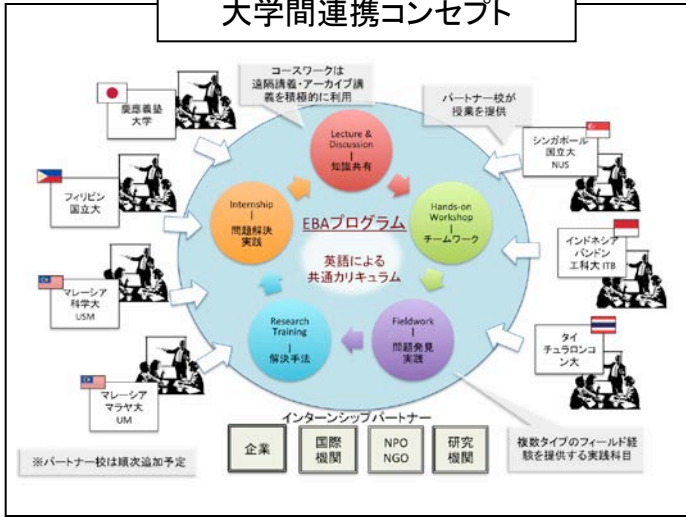 大学間連携コンセプト
コースワークは
遠隔講義・アーカイブ講
義を積極的に利用
パートナー校が
授業を提供
慶應義塾
大学
フィリピン
国立大
マレーシア
科学大
USM
マレーシア
マラヤ大
UM
シンガポール
国立大
NUS
インドネシア
バンドン
工科大 ITB
タイ
チュラロンコ
ン大
Lecture &
Discussion
|
知識共有
Hands-on
Workshop
|
チームワーク
Fieldwork
|
問題発見
実践
Research
Training
|
解決手法
Internship
|
問題解決
実践
EBAプログラム
英語による
共通カリキュラム
インターンシップパートナー
企業
国際
機関
NPO
NGO
研究
機関
複数タイプのフィールド経
験を提供する実践科目
※パートナー校は順次追加予定